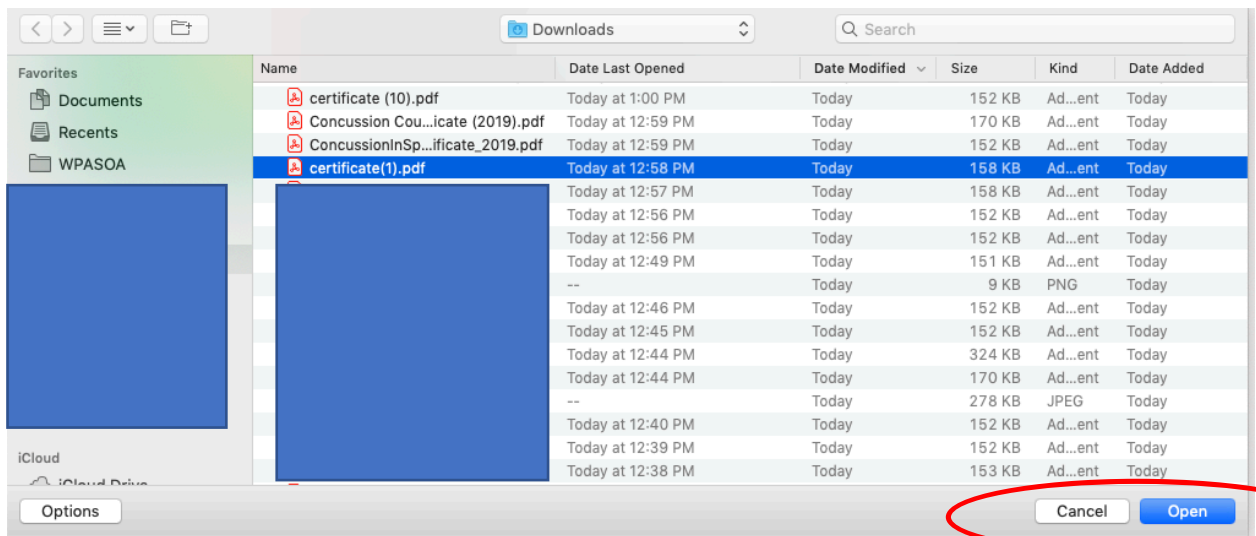 Downloads
Search
Favorites
Documents
Recents
WPASOA
iCloud
iCloud Drive
Name Date Last Opened Date Modified Size Kind Date Added
certificate (10).pdf Today at 1:00 PM Today 152 KB Ad...ent Today
Concussion Cou...icate (2019).pdf Today at 12:59 PM Today 170 KB Ad...ent Today
ConcussionInSp...ificate_2019.pdf Today at 12:59 PM Today 152 KB Ad...ent Today
certificate(1).pdf Today at 12:58 PM Today 158 KB Ad...ent Today
Today at 12:57 PM Today 158 KB Ad...ent Today
Today at 12:56 PM Today 152 KB Ad...ent Today
Today at 12:56 PM Today 152 KB Ad...ent Today
Today at 12:49 PM Today 151 KB Ad...ent Today
-- Today 9 KB PNG Today
Today at 12:46 PM Today 152 KB Ad...ent Today
Today at 12:45 PM Today 152 KB Ad...ent Today
Today at 12:44 PM Today 324 KB Ad...ent Today
Today at 12:44 PM Today 170 KB Ad...ent Today
-- Today 278 KB JPEG Today
Today at 12:40 PM Today 152 KB Ad...ent Today
Today at 12:39 PM Today 152 KB Ad...ent Today
Today at 12:38 PM Today 153 KB Ad...ent Today
Options Cancel Open